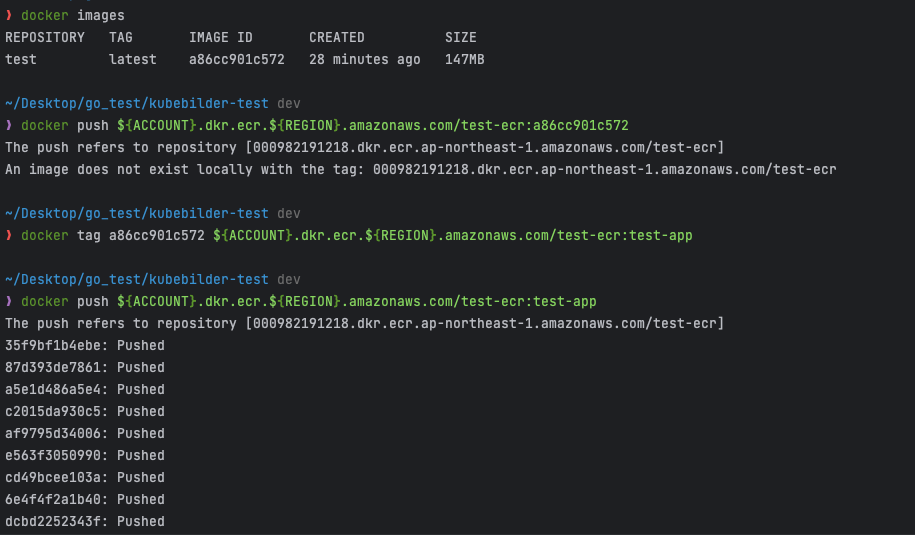 ❯ docker images
REPOSITORY   TAG       IMAGE ID       CREATED          SIZE
test         latest    a86cc901c572   28 minutes ago   147MB
~/Desktop/go_test/kubebilder-test dev
❯ docker push ${ACCOUNT}.dkr.ecr.${REGION}.amazonaws.com/test-ecr:a86cc901c572
The push refers to repository [000982191218.dkr.ecr.ap-northeast-1.amazonaws.com/test-ecr]
An image does not exist locally with the tag: 000982191218.dkr.ecr.ap-northeast-1.amazonaws.com/test-ecr
~/Desktop/go_test/kubebilder-test dev
❯ docker tag a86cc901c572 ${ACCOUNT}.dkr.ecr.${REGION}.amazonaws.com/test-ecr:test-app
~/Desktop/go_test/kubebilder-test dev
❯ docker push ${ACCOUNT}.dkr.ecr.${REGION}.amazonaws.com/test-ecr:test-app
The push refers to repository [000982191218.dkr.ecr.ap-northeast-1.amazonaws.com/test-ecr]
35f9bf1b4ebe: Pushed
87d393de7861: Pushed
a5e1d486a5e4: Pushed
c2015da930c5: Pushed
af9795d34006: Pushed
e563f3050990: Pushed
cd49bcee103a: Pushed
6e4f4f2a1b40: Pushed
dcbd2252343f: Pushed